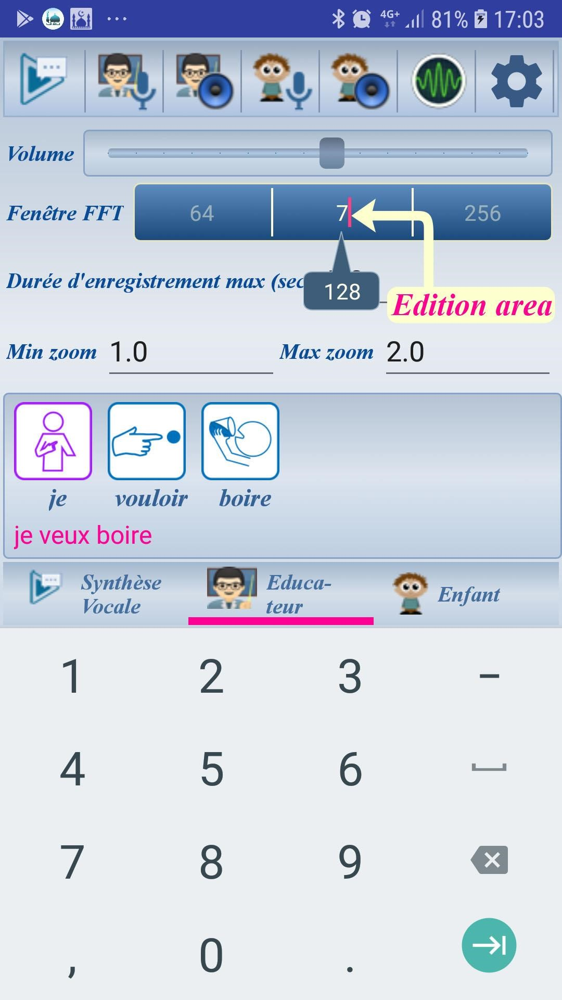 4G+ 81% 17:03
Volume
Fenêtre FFT 64 7 256
Durée d'enregistrement max (sec
128
Edition area
Min zoom 1.0 Max zoom 2.0
je vouloir boire
je veux boire
Synthèse
Vocale
Educa-
teur
Enfant
1 2 3 -
4 5 6
7 8 9
, 0 .